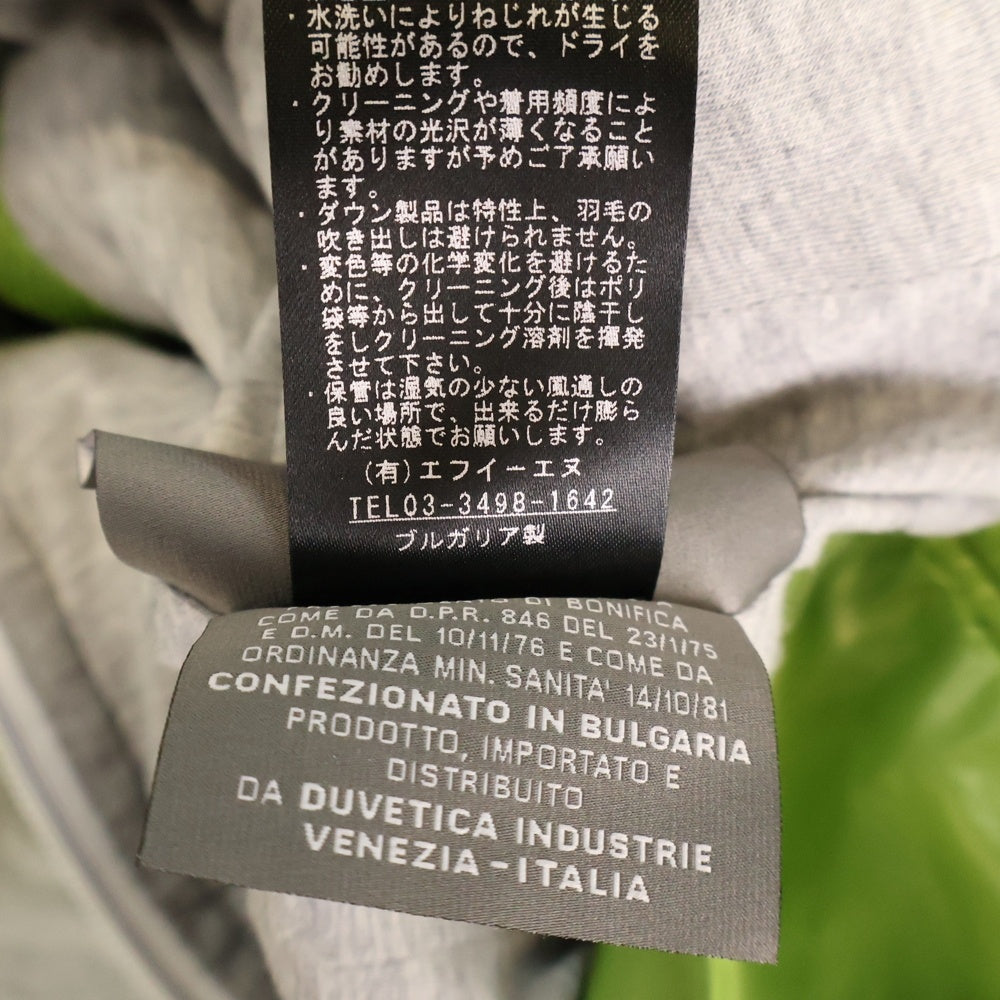 ・水洗いによりねじれが生じる
可能性があるので、ドライを
お勧めします。
・クリーニングや着用頻度によ
り素材の光沢が薄くなること
がありますが予めご了承願い
ます。
・ダウン製品は特性上、羽毛の
吹き出しは避けられません。
・変色等の化学変化を避けるた
めに、クリーニング後はポリ
袋等から出して十分に陰干し
をしクリーニング溶剤を揮発
させて下さい。
・保管は湿気の少ない風通しの
良い場所で、出来るだけ膨ら
んだ状態でお願いします。
(有)エフイーエヌ
TEL03-3498-1642
ブルガリア製
DI BONIFICA
COME DA D.P.R. 846 DEL 23/1/75
E D.M. DEL 10/11/76 E COME DA
ORDINANZA MIN. SANITA' 14/10/81
CONFEZIONATO IN BULGARIA
PRODOTTO, IMPORTATO E
DISTRIBUITO
DA DUVETICA INDUSTRIE
VENEZIA-ITALIA